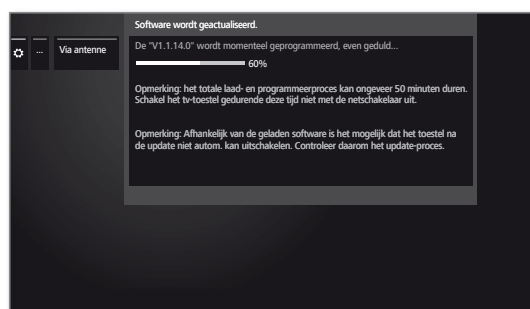 Software wordt geactualiseerd.
... Via antenne
De "V1.1.14.0" wordt momenteel geprogrammeerd, even geduld...
60%
Opmerking: het totale laad- en programmeerproces kan ongeveer 50 minuten duren.
Schakel het tv-toestel gedurende deze tijd niet met de netschakelaar uit.
Opmerking: Afhankelijk van de geladen software is het mogelijk dat het toestel na
de update niet autom. kan uitschakelen. Controleer daarom het update-proces.